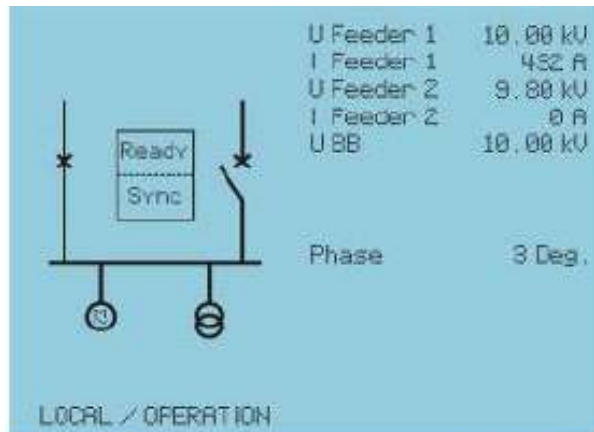 U Feeder 1 10.00 kV
I Feeder 1 432 A
U Feeder 2 9.80 kV
I Feeder 2 0 A
U BB 10.00 kV
Ready
Sync
Phase 3 Deg.
LOCAL / OPERATION